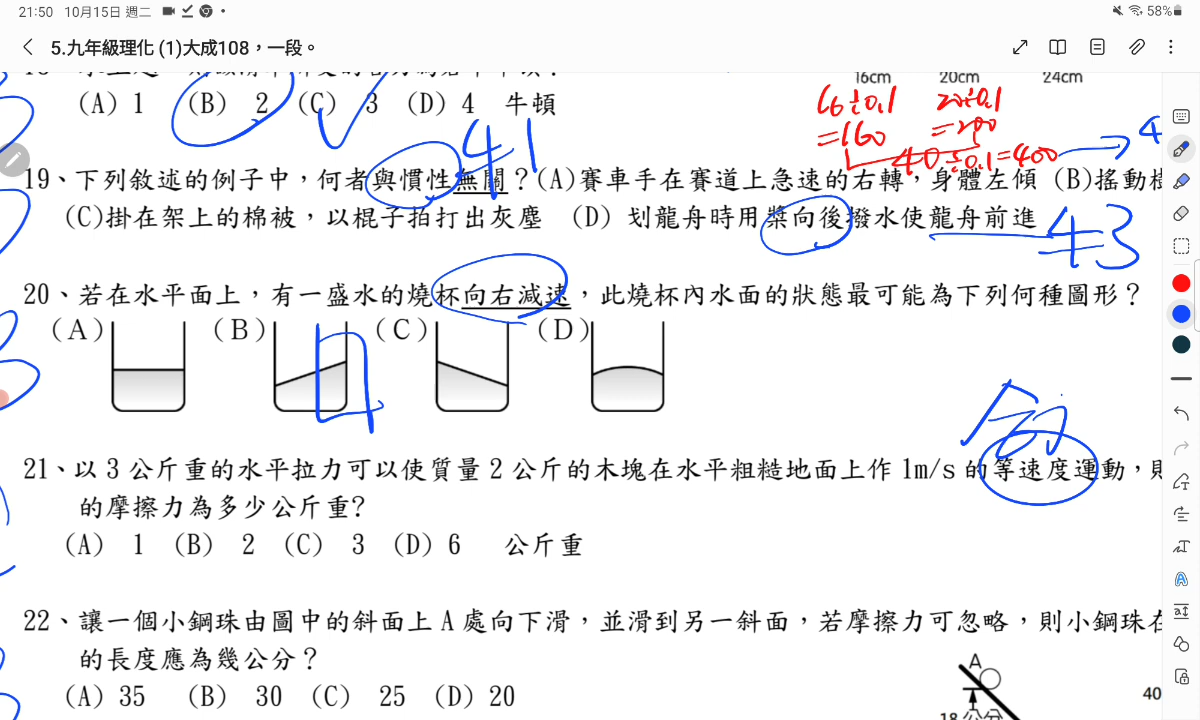 21:50 10月15日 週二 58%
5.九年級理化 (1)大成108，一段。
(A) 1 (B) 2 (C) 3 (D) 4 牛頓
16cm 20cm 24cm
16÷0.1 20÷0.1
=160 =200
40÷0.1=400 4
41
19、下列敘述的例子中，何者與慣性無關？(A)賽車手在賽道上急速的右轉，身體左傾 (B)搖動
(C)掛在架上的棉被，以棍子拍打出灰塵 (D) 划龍舟時用槳向後撥水使龍舟前進
43
20、若在水平面上，有一盛水的燒杯向右減速，此燒杯內水面的狀態最可能為下列何種圖形？
(A) (B) (C) (D)
21、以 3 公斤重的水平拉力可以使質量 2 公斤的木塊在水平粗糙地面上作 1m/s 的等速度運動，則
的摩擦力為多少公斤重?
(A) 1 (B) 2 (C) 3 (D) 6 公斤重
22、讓一個小鋼珠由圖中的斜面上 A 處向下滑，並滑到另一斜面，若摩擦力可忽略，則小鋼珠在
的長度應為幾公分？
(A) 35 (B) 30 (C) 25 (D) 20
A
40
18 公分